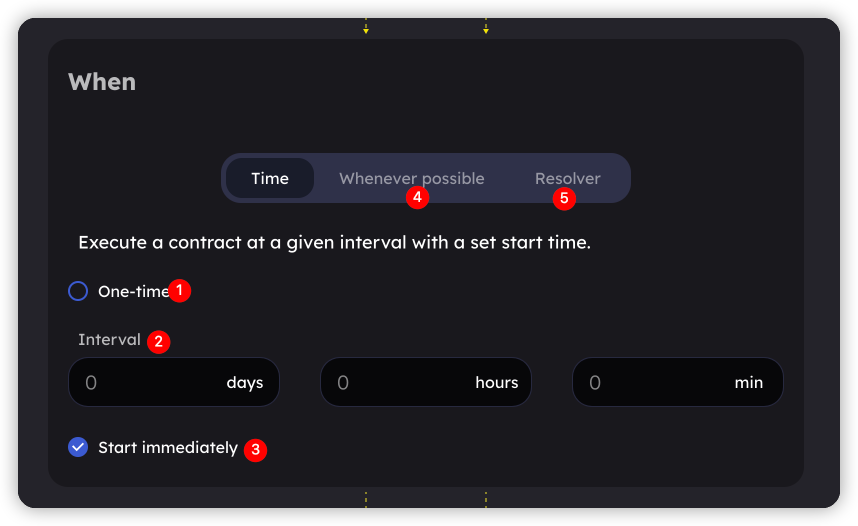 When
Time Whenever possible Resolver
4 5
Execute a contract at a given interval with a set start time.
One-time 1
Interval 2
0 days 0 hours 0 min
Start immediately 3